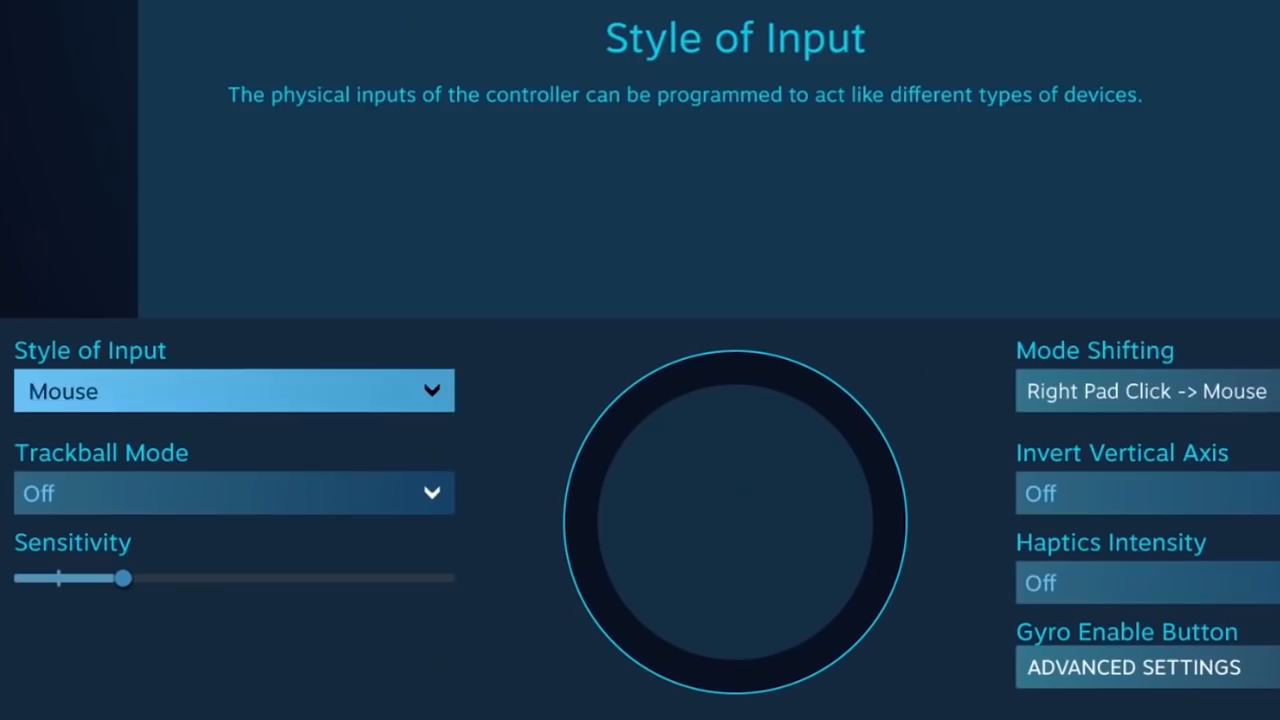 Style of Input
The physical inputs of the controller can be programmed to act like different types of devices.
Style of Input
Mouse
Trackball Mode
Off
Sensitivity
Mode Shifting
Right Pad Click -> Mouse
Invert Vertical Axis
Off
Haptics Intensity
Off
Gyro Enable Button
ADVANCED SETTINGS